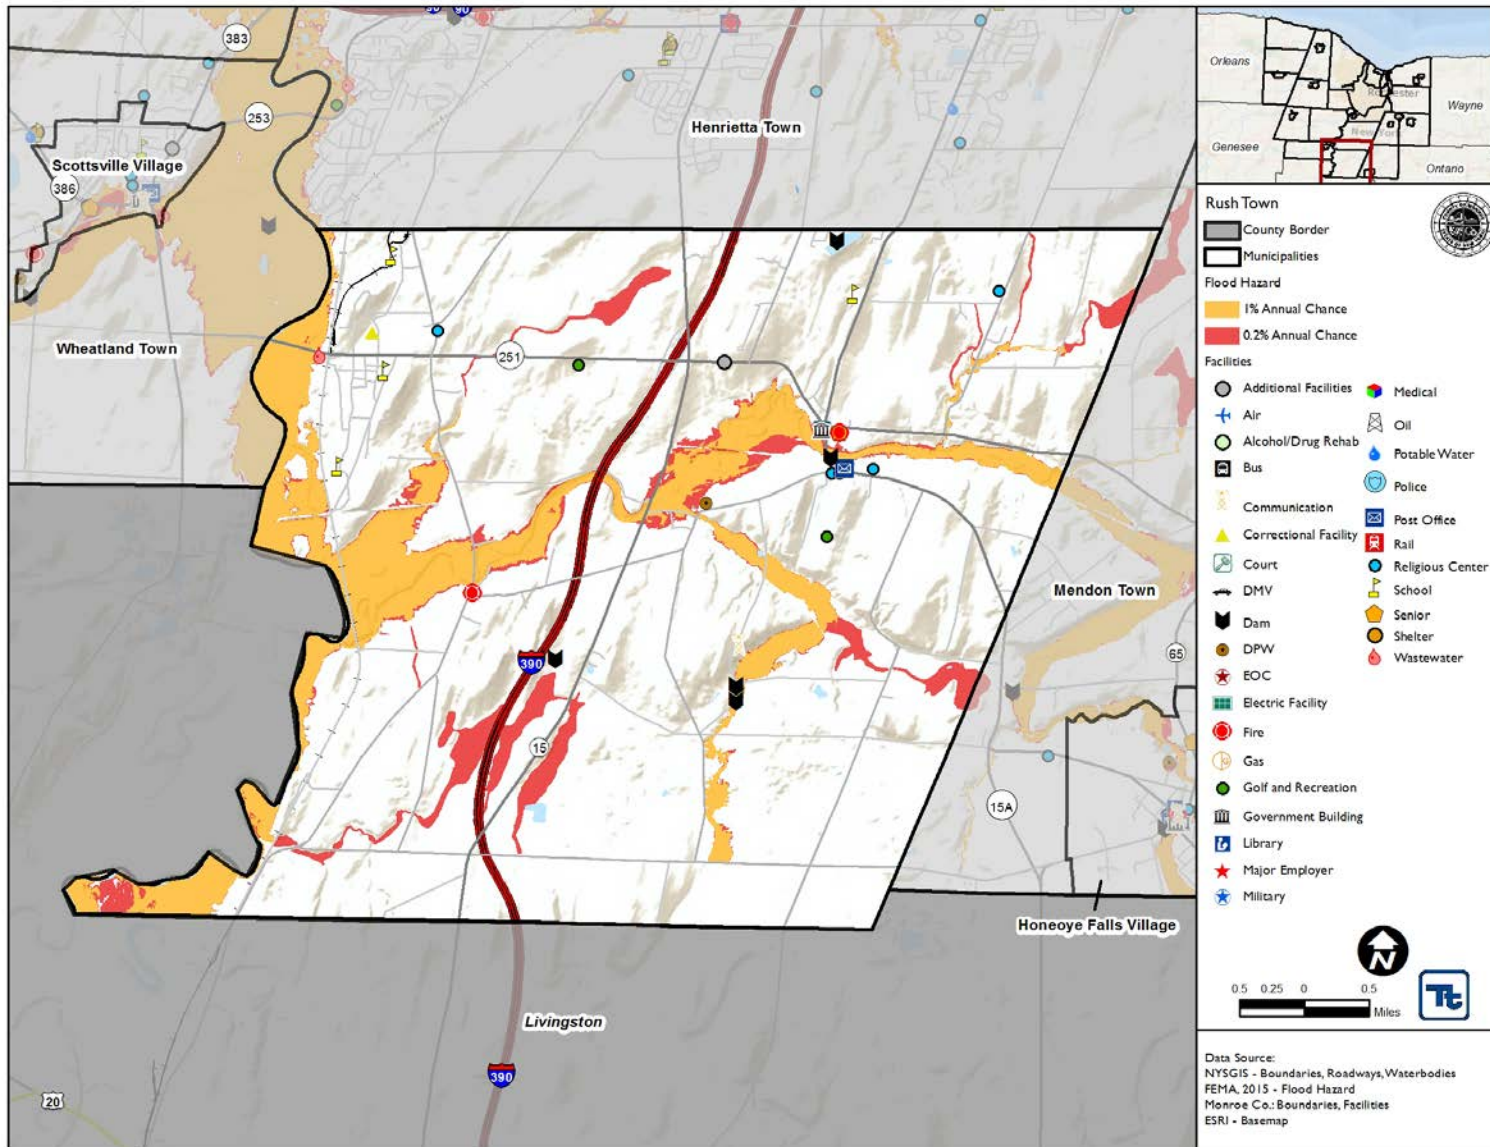 383
90
253
Henrietta Town
Scottsville Village
386
Wheatland Town
251
Mendon Town
65
390
15
15A
Honeoye Falls Village
Livingston
390
20
Orleans
Rochester
Wayne
Genesee
New York
Ontario
Rush Town
County Border
Municipalities
Flood Hazard
1% Annual Chance
0.2% Annual Chance
Facilities
Additional Facilities
Air
Alcohol/Drug Rehab
Bus
Communication
Correctional Facility
Court
DMV
Dam
DPW
EOC
Electric Facility
Fire
Gas
Golf and Recreation
Government Building
Library
Major Employer
Military
Medical
Oil
Potable Water
Police
Post Office
Rail
Religious Center
School
Senior
Shelter
Wastewater
N
0.5 0.25 0 0.5
Miles
Tt
Data Source:
NYSGIS - Boundaries, Roadways, Waterbodies
FEMA, 2015 - Flood Hazard
Monroe Co.: Boundaries, Facilities
ESRI - Basemap